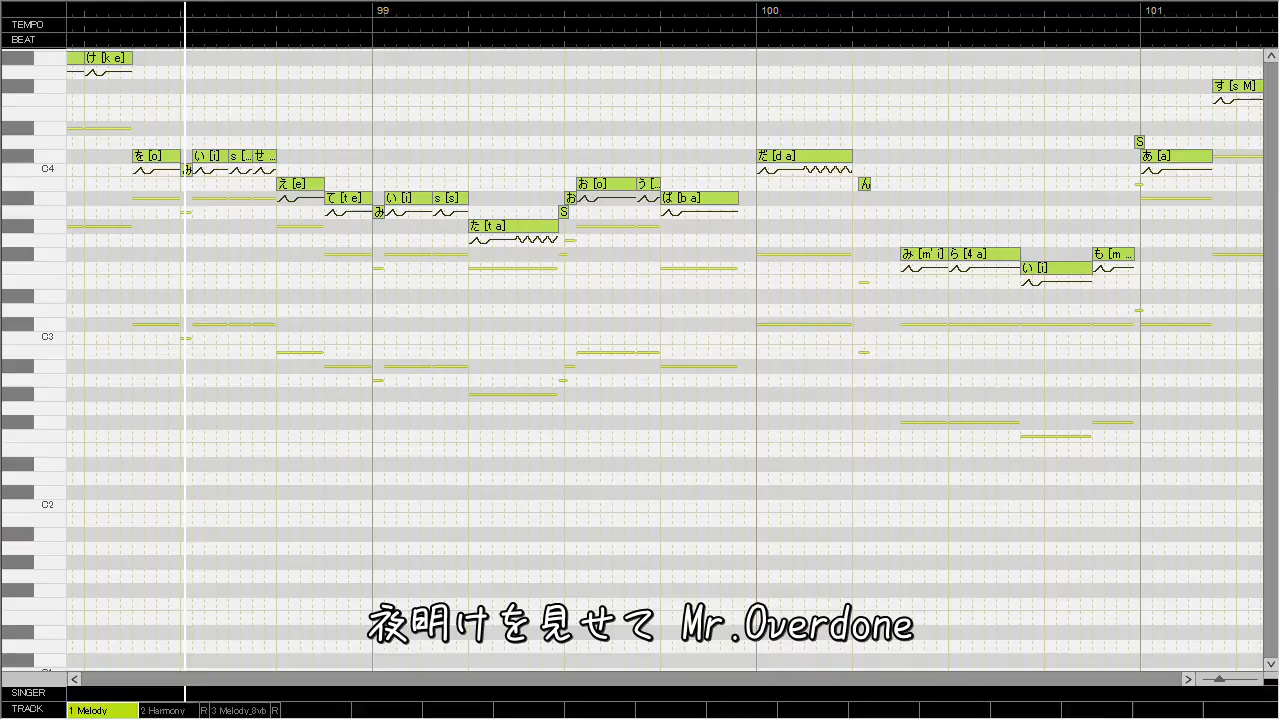 99 100 101
TEMPO
BEAT
け [k e]
す [s M]
S
を [o] み い [i] s [... せ ... だ [d a] あ [a]
C4
え [e] お [o] う [... ん
て [t e] み い [i] s [s] お ば [b a]
S
た [t a]
み [m' i] ら [4 a] い [i] も [m ...
C3
C2
夜明けを見せて Mr.Overdone
SINGER
TRACK 1 Melody 2 Harmony R 3 Melody_8vb R